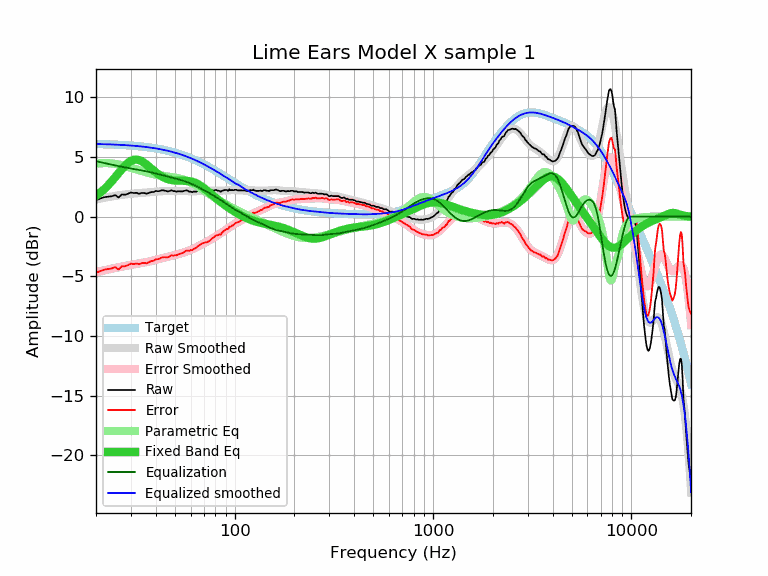 Lime Ears Model X sample 1
10
5
0
−5
−10
−15
−20
Amplitude (dBr)
Target
Raw Smoothed
Error Smoothed
Raw
Error
Parametric Eq
Fixed Band Eq
Equalization
Equalized smoothed
100
1000
10000
Frequency (Hz)